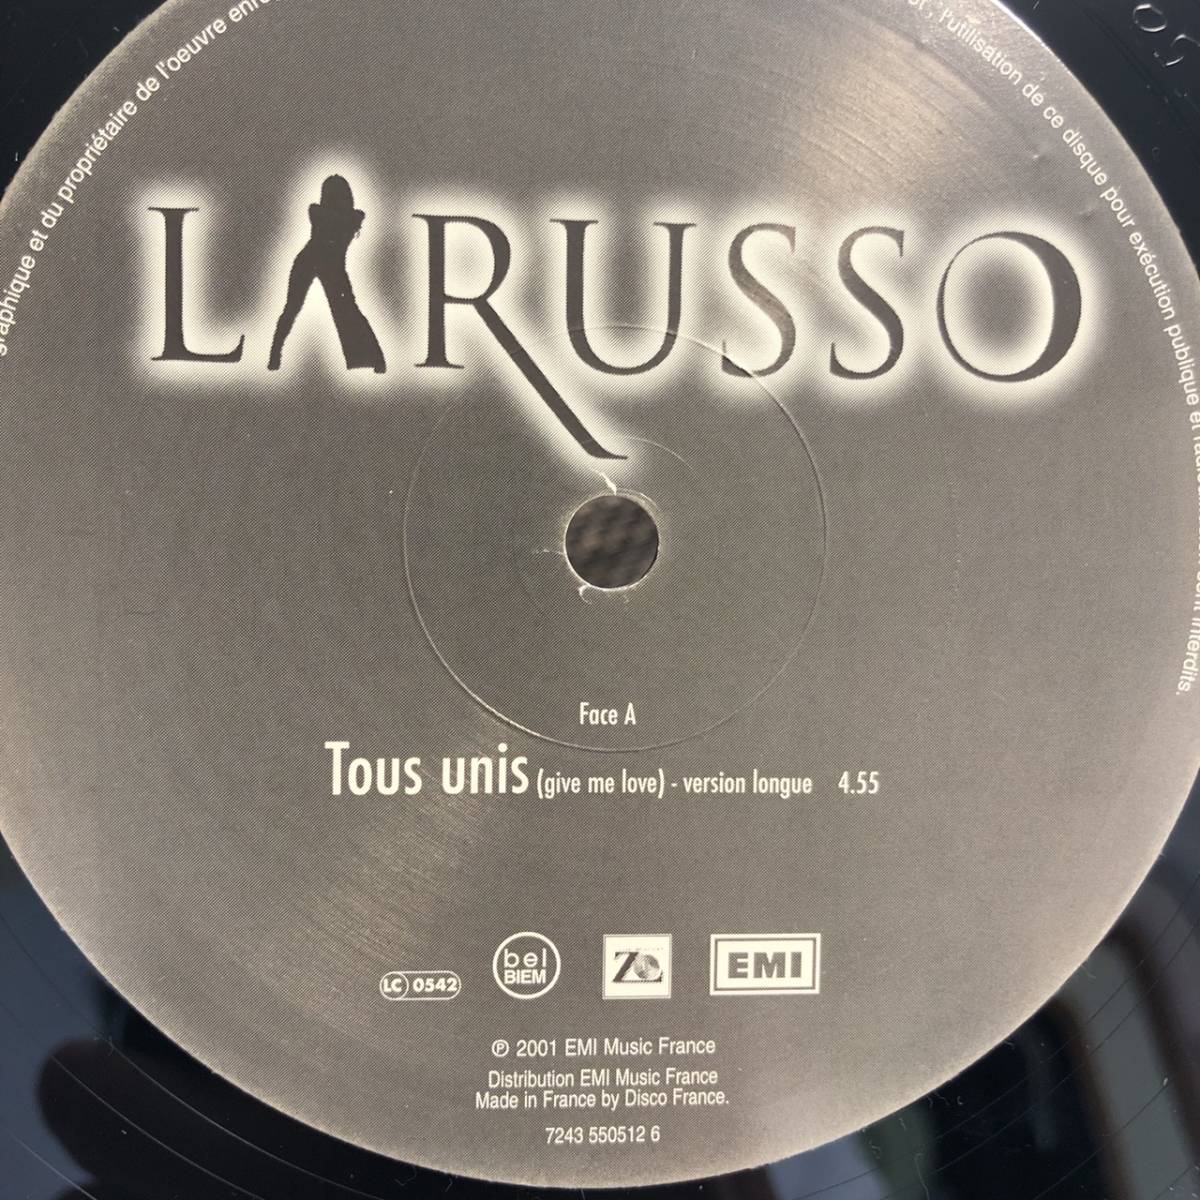 graphique et du propriétaire de l'oeuvre
l'utilisation de ce disque pour exécution publique et
interdits.
LARUSSO
Face A
Tous unis (give me love) - version longue 4.55
LC 0542
bel
BIEM
EMI
℗ 2001 EMI Music France
Distribution EMI Music France
Made in France by Disco France.
7243 550512 6